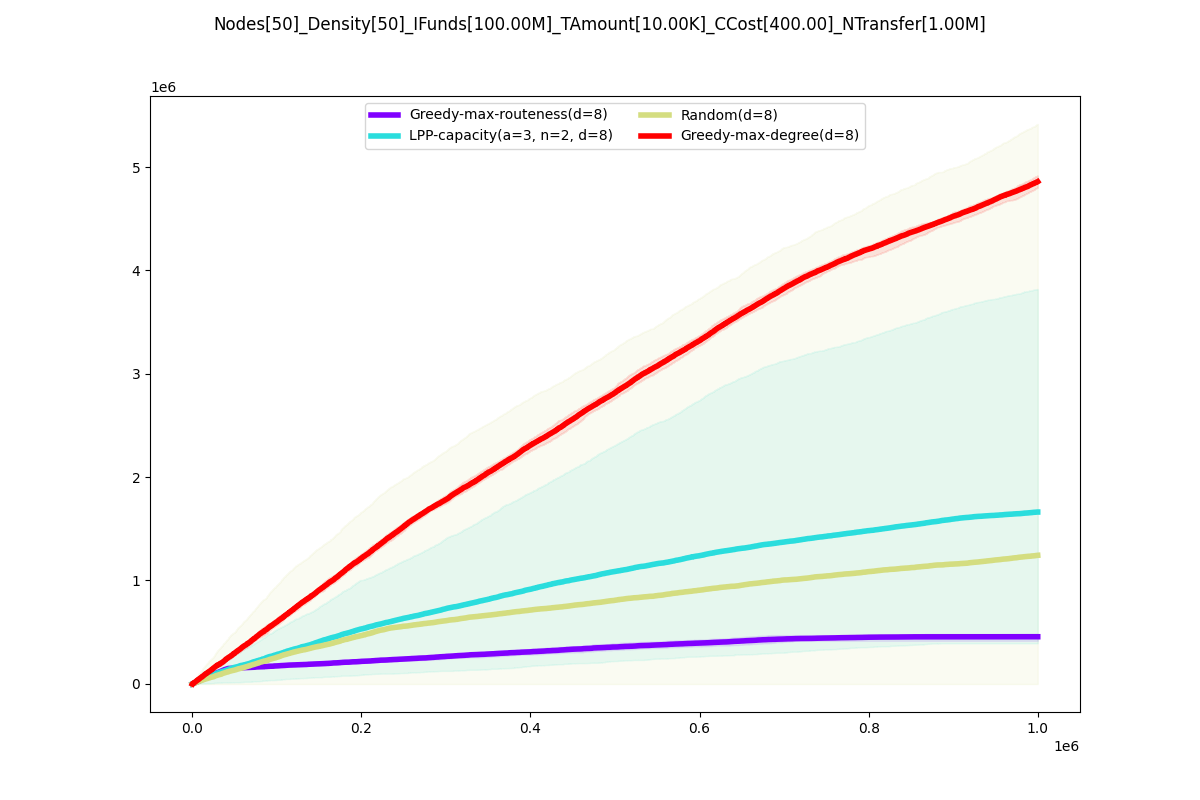 Nodes[50]_Density[50]_IFunds[100.00M]_TAmount[10.00K]_CCost[400.00]_NTransfer[1.00M]
1e6
Greedy-max-routeness(d=8)
Random(d=8)
LPP-capacity(a=3, n=2, d=8)
Greedy-max-degree(d=8)
5
4
3
2
1
0
0.0 0.2 0.4 0.6 0.8 1.0
1e6